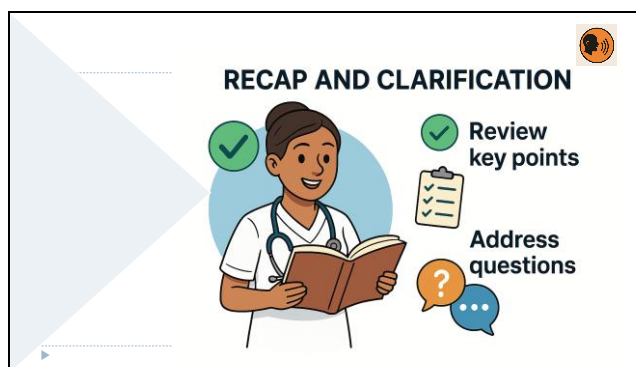 RECAP AND CLARIFICATION
Review
key points
Address
questions
?